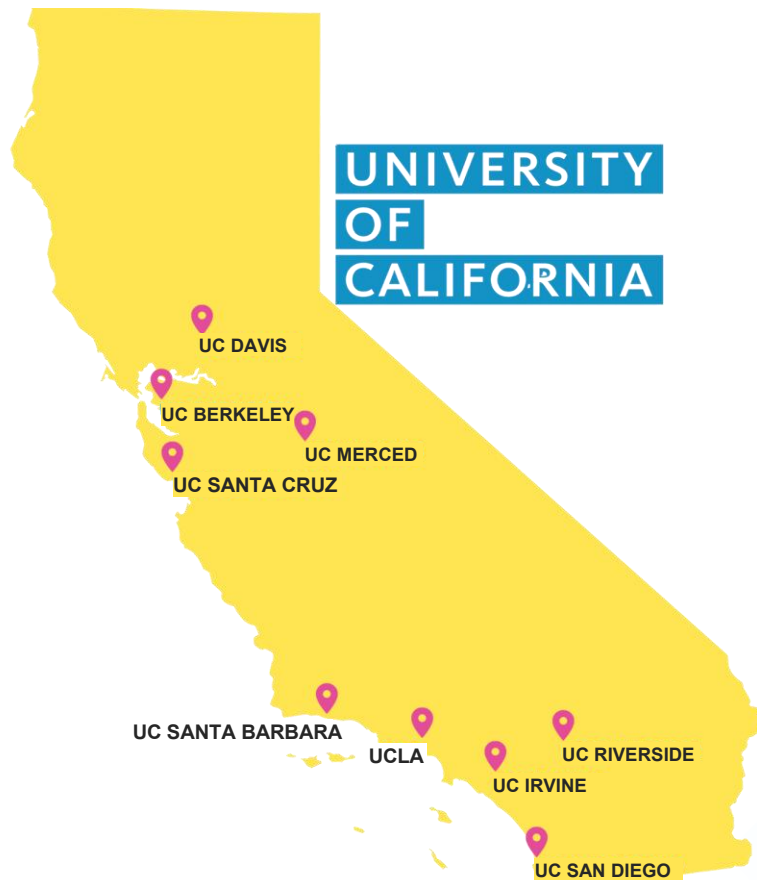 UNIVERSITY
OF
CALIFORNIA
UC DAVIS
UC BERKELEY
UC MERCED
UC SANTA CRUZ
UC SANTA BARBARA
UCLA
UC RIVERSIDE
UC IRVINE
UC SAN DIEGO